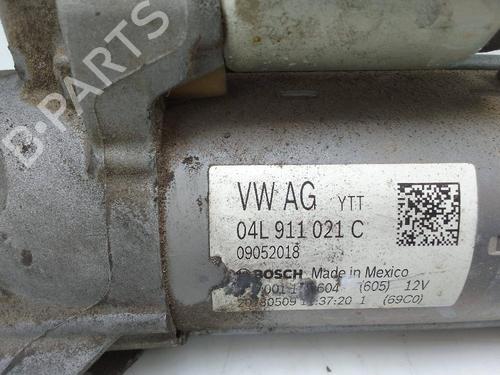 B-PARTS
VW AG YTT
04L 911 021 C
09052018
BOSCH Made in Mexico
(605) 12V
1 (69C0)